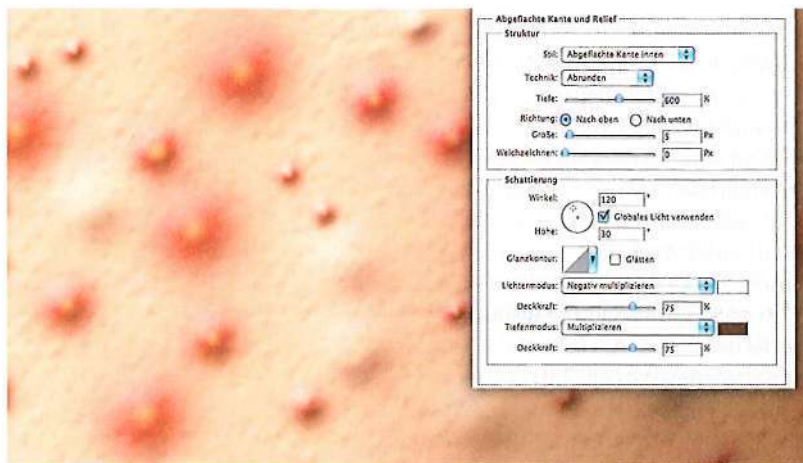 Abgeflachte Kante und Relief
Struktur
Stil: Abgeflachte Kante innen
Technik: Abrunden
Tiefe: 600 %
Richtung: Nach oben Nach unten
Größe: 5 Px
Weichzeichnen: 0 Px
Schattierung
Winkel: 120 °
Globales Licht verwenden
Höhe: 30 °
Glanzkontur: Glätten
Lichtermodus: Negativ multiplizieren
Deckkraft: 75 %
Tiefenmodus: Multiplizieren
Deckkraft: 75 %